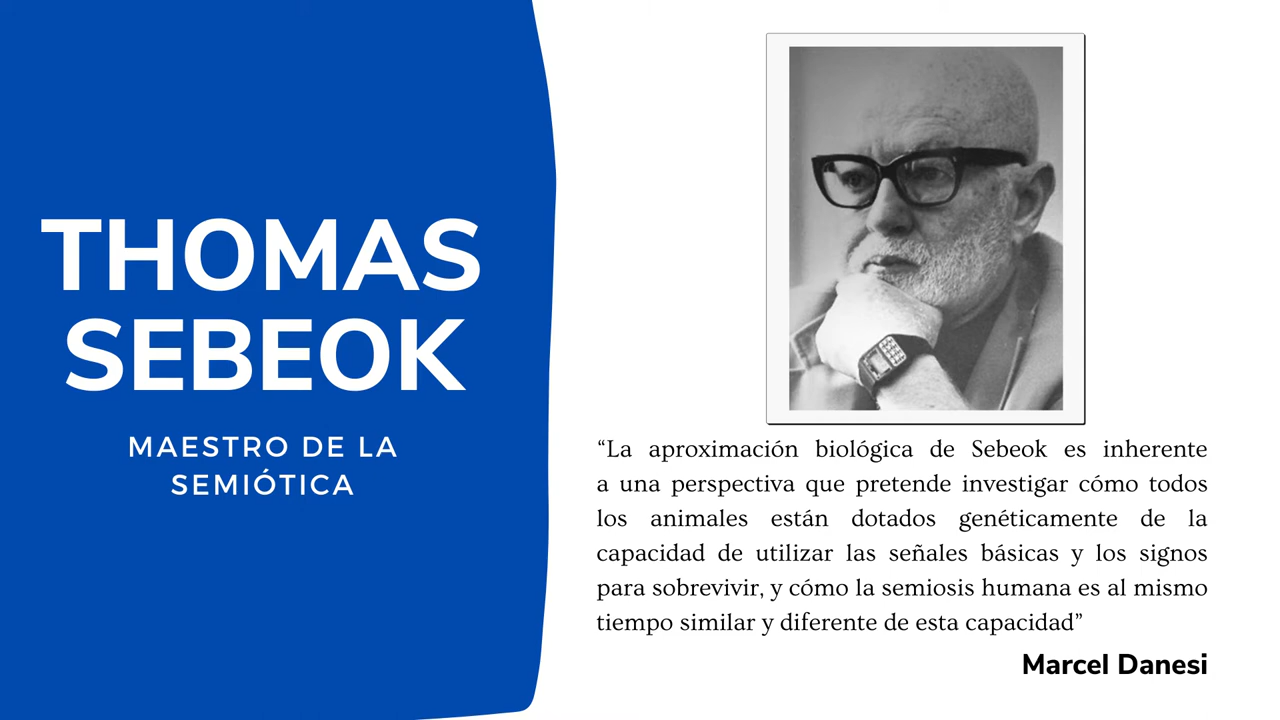 THOMAS
SEBEOK
MAESTRO DE LA
SEMIÓTICA
“La aproximación biológica de Sebeok es inherente
a una perspectiva que pretende investigar cómo todos
los animales están dotados genéticamente de la
capacidad de utilizar las señales básicas y los signos
para sobrevivir, y cómo la semiosis humana es al mismo
tiempo similar y diferente de esta capacidad”
Marcel Danesi